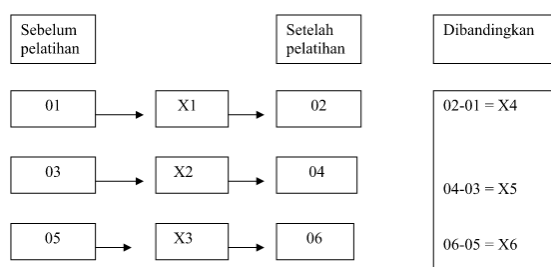 Sebelum
pelatihan
Setelah
pelatihan
Dibandingkan
01
X1
02
02-01 = X4
03
X2
04
04-03 = X5
05
X3
06
06-05 = X6